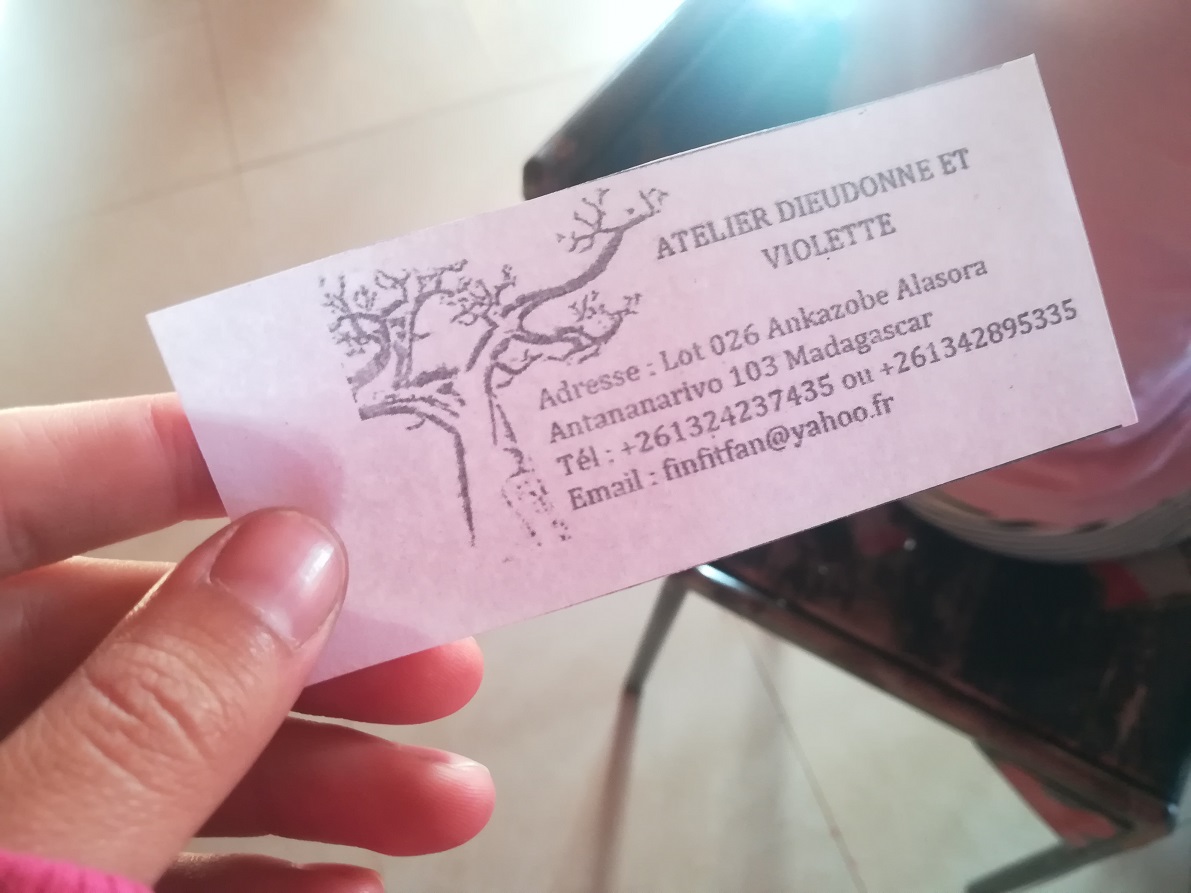 ATELIER DIEUDONNE ET
VIOLETTE
Adresse : Lot 026 Ankazobe Alasora
Antananarivo 103 Madagascar
Tél : +261324237435 ou +261342895335
Email : finfitfan@yahoo.fr